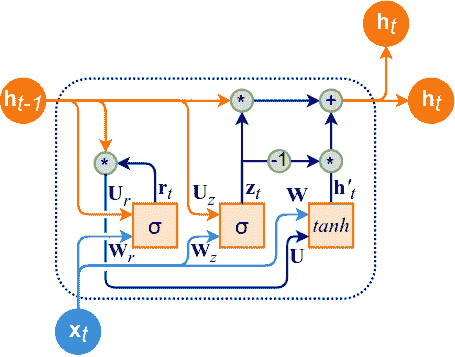 h_t
h_{t-1}
*
+
h_t
*
r_t
z_t
-1
*
U_r
U_z
W
h'_t
σ
σ
tanh
W_r
W_z
U
x_t